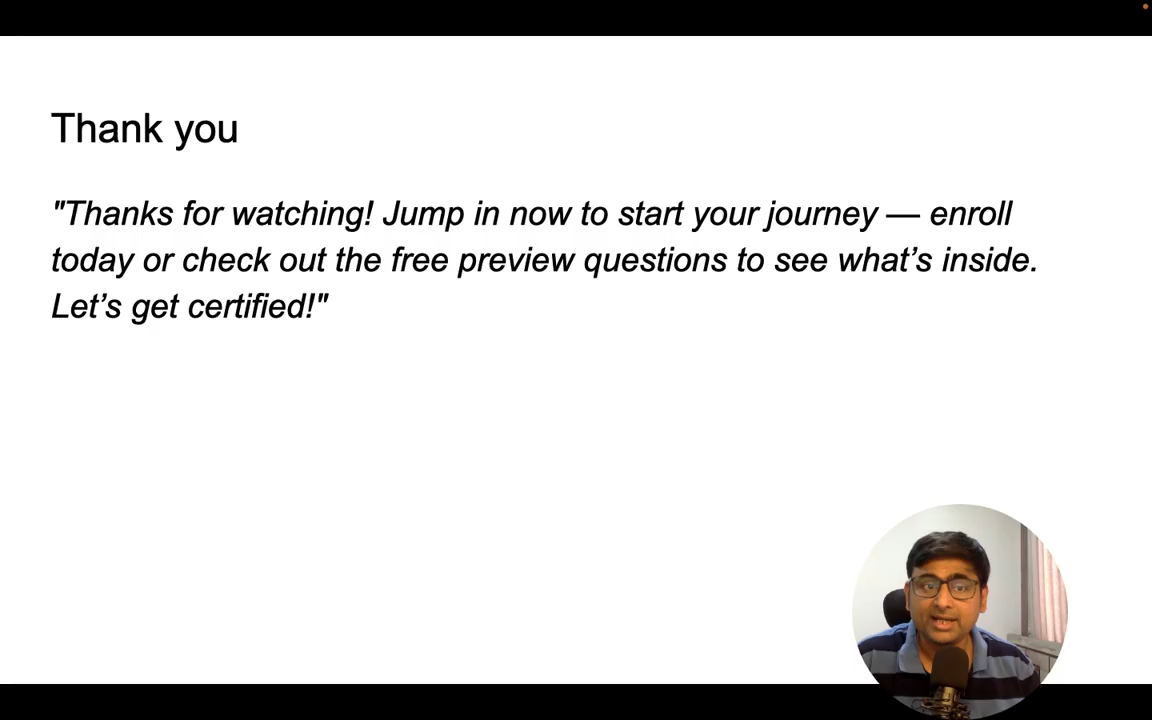 Thank you
"Thanks for watching! Jump in now to start your journey — enroll
today or check out the free preview questions to see what’s inside.
Let’s get certified!"